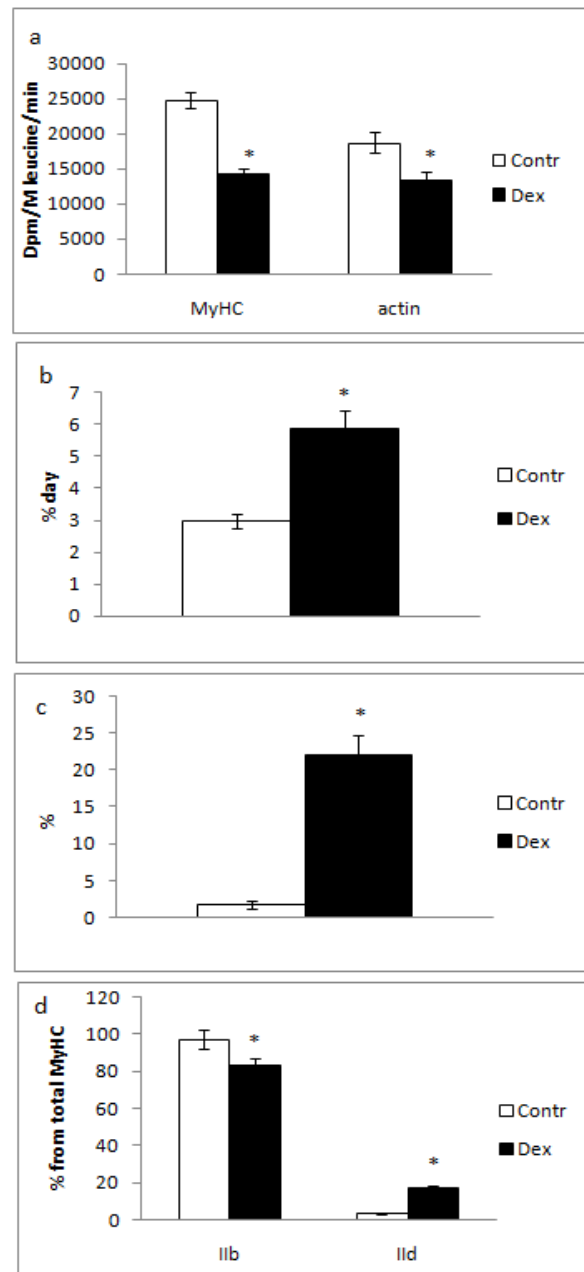 a
Dpm/M leucine/min
30000
25000
20000
15000
10000
5000
0
*
*
MyHC
actin
Contr
Dex
b
% day
7
6
5
4
3
2
1
0
*
Contr
Dex
c
%
30
25
20
15
10
5
0
*
Contr
Dex
d
% from total MyHC
120
100
80
60
40
20
0
*
*
IIb
IId
Contr
Dex